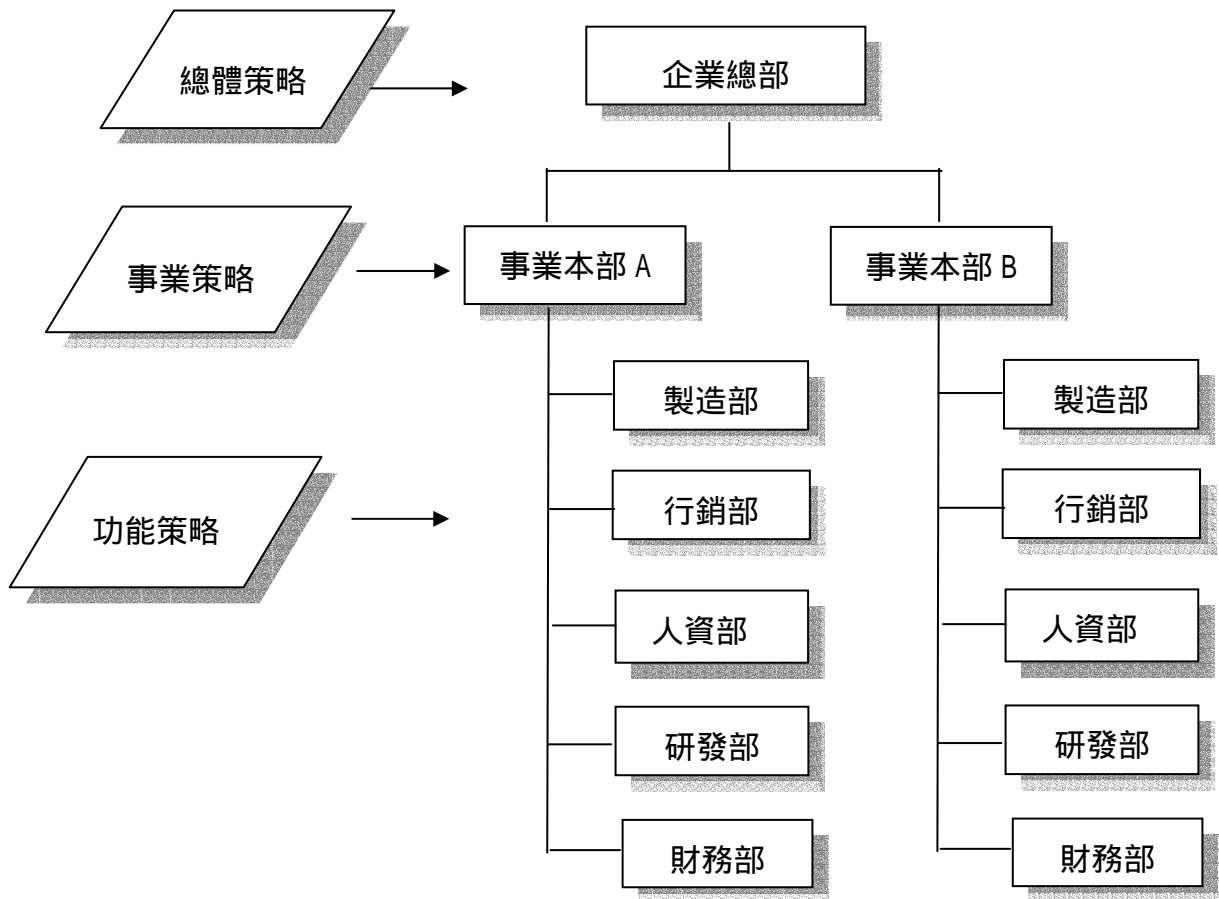 總體策略
企業總部
事業策略
事業本部 A
事業本部 B
功能策略
製造部
製造部
行銷部
行銷部
人資部
人資部
研發部
研發部
財務部
財務部